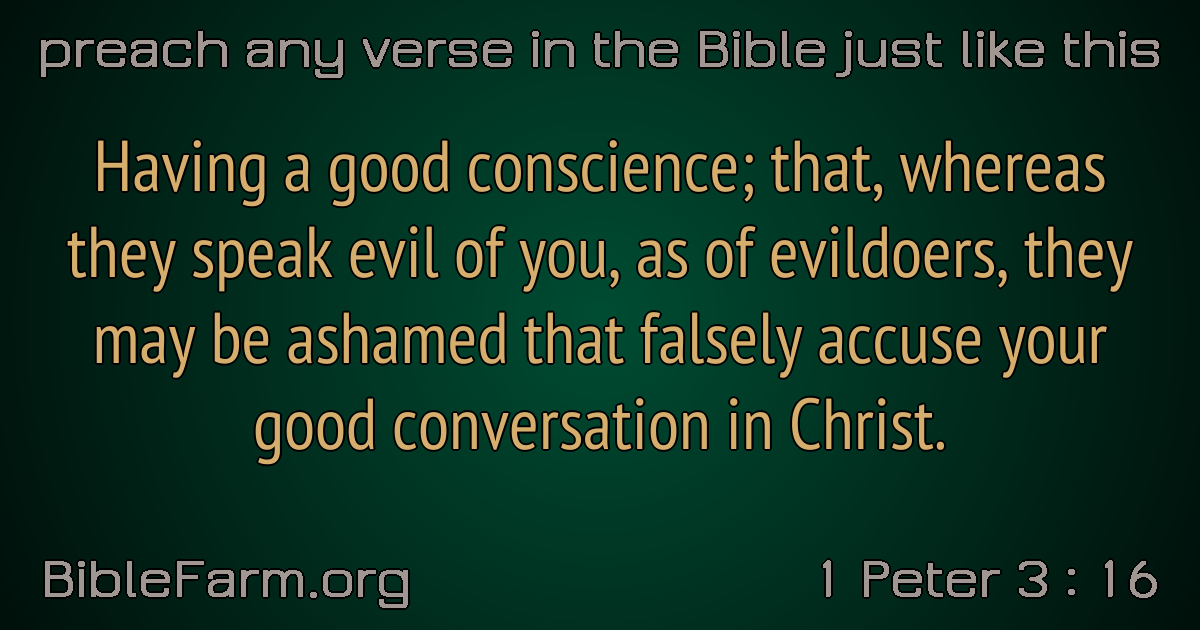 preach any verse in the Bible just like this
Having a good conscience; that, whereas
they speak evil of you, as of evildoers, they
may be ashamed that falsely accuse your
good conversation in Christ.
BibleFarm.org
1 Peter 3 : 16